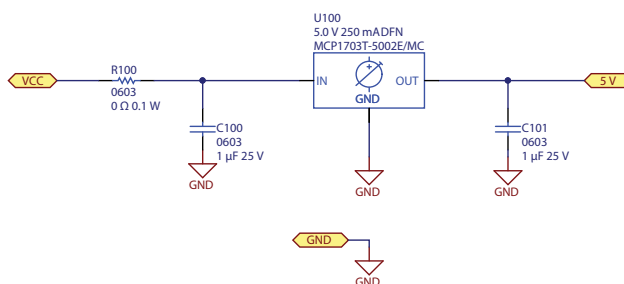 U100
5.0 V 250 mADFN
MCP1703T-5002E/MC
VCC
R100
0603
0 Ω 0.1 W
IN
OUT
GND
5 V
C100
0603
1 µF 25 V
GND
GND
C101
0603
1 µF 25 V
GND
GND
GND